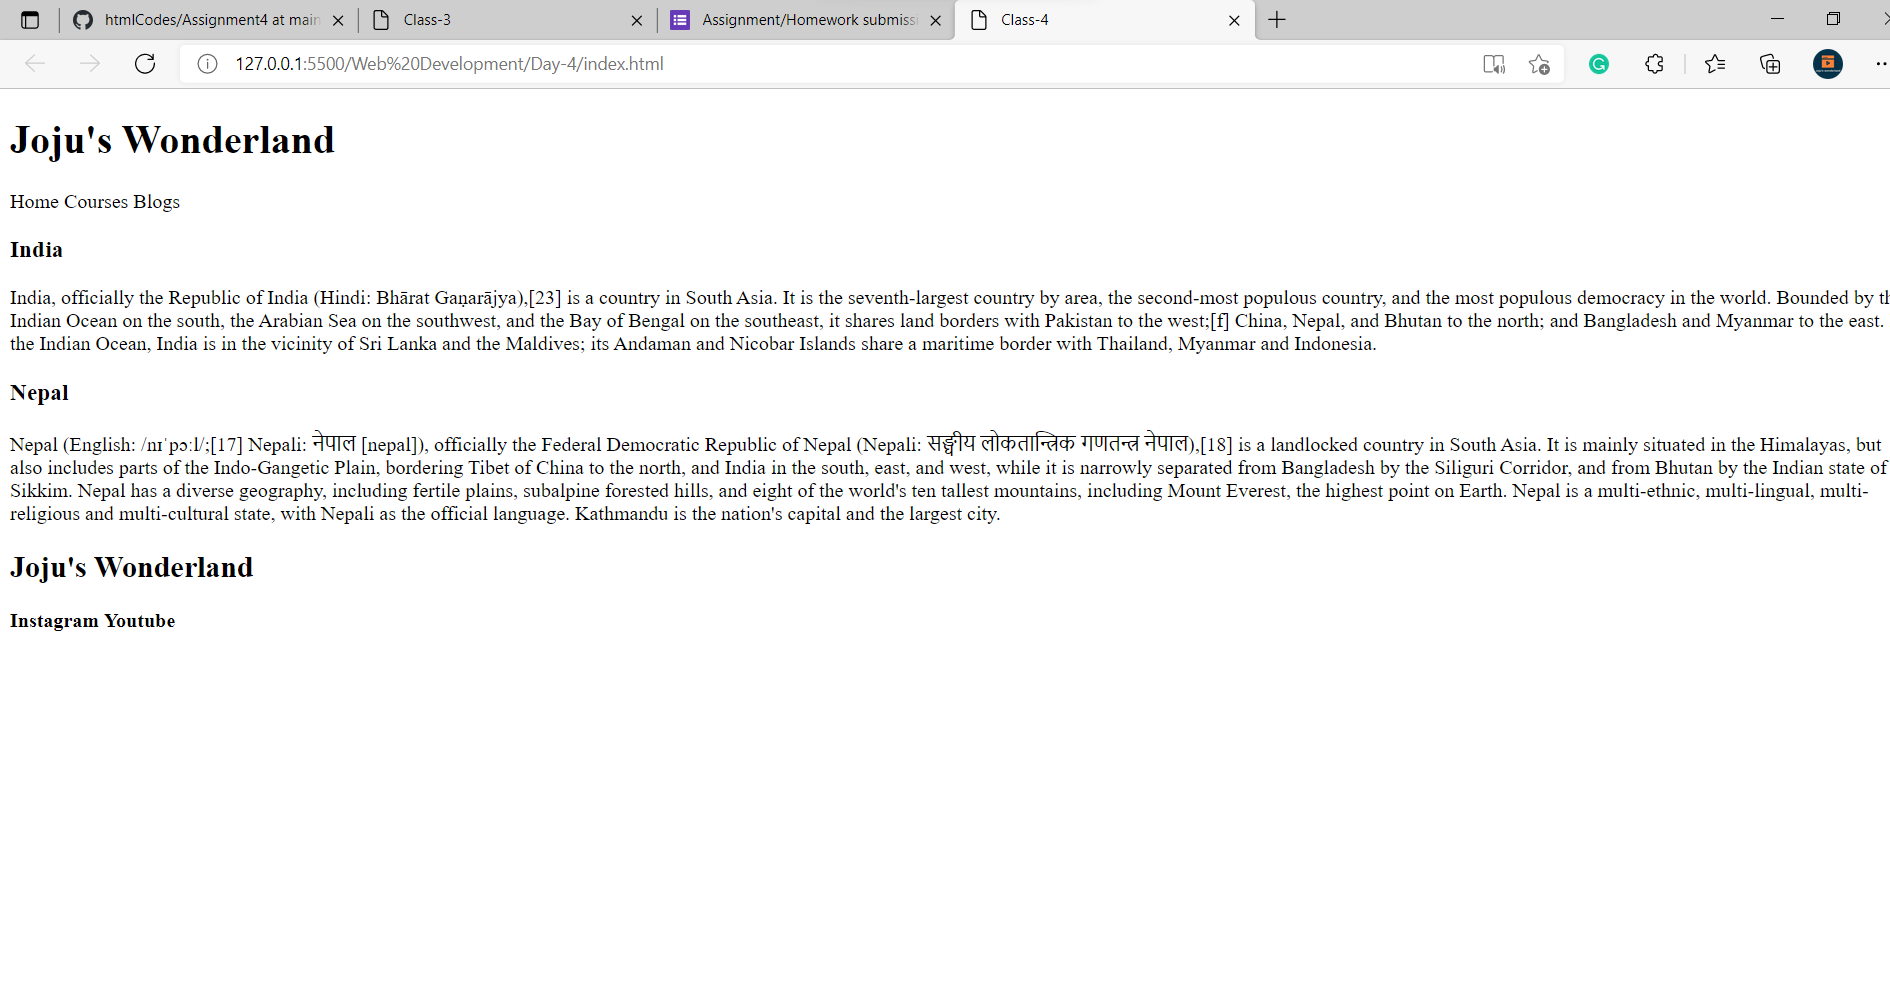 htmlCodes/Assignment4 at main
Class-3
Assignment/Homework submissi
Class-4
127.0.0.1:5500/Web%20Development/Day-4/index.html
Joju's Wonderland
Home Courses Blogs
India
India, officially the Republic of India (Hindi: Bhārat Gaṇarājya),[23] is a country in South Asia. It is the seventh-largest country by area, the second-most populous country, and the most populous democracy in the world. Bounded by th
Indian Ocean on the south, the Arabian Sea on the southwest, and the Bay of Bengal on the southeast, it shares land borders with Pakistan to the west;[f] China, Nepal, and Bhutan to the north; and Bangladesh and Myanmar to the east.
the Indian Ocean, India is in the vicinity of Sri Lanka and the Maldives; its Andaman and Nicobar Islands share a maritime border with Thailand, Myanmar and Indonesia.
Nepal
Nepal (English: /nɪˈpɔːl/;[17] Nepali: नेपाल [nepal]), officially the Federal Democratic Republic of Nepal (Nepali: सङ्घीय लोकतान्त्रिक गणतन्त्र नेपाल),[18] is a landlocked country in South Asia. It is mainly situated in the Himalayas, but
also includes parts of the Indo-Gangetic Plain, bordering Tibet of China to the north, and India in the south, east, and west, while it is narrowly separated from Bangladesh by the Siliguri Corridor, and from Bhutan by the Indian state of
Sikkim. Nepal has a diverse geography, including fertile plains, subalpine forested hills, and eight of the world's ten tallest mountains, including Mount Everest, the highest point on Earth. Nepal is a multi-ethnic, multi-lingual, multi-
religious and multi-cultural state, with Nepali as the official language. Kathmandu is the nation's capital and the largest city.
Joju's Wonderland
Instagram Youtube